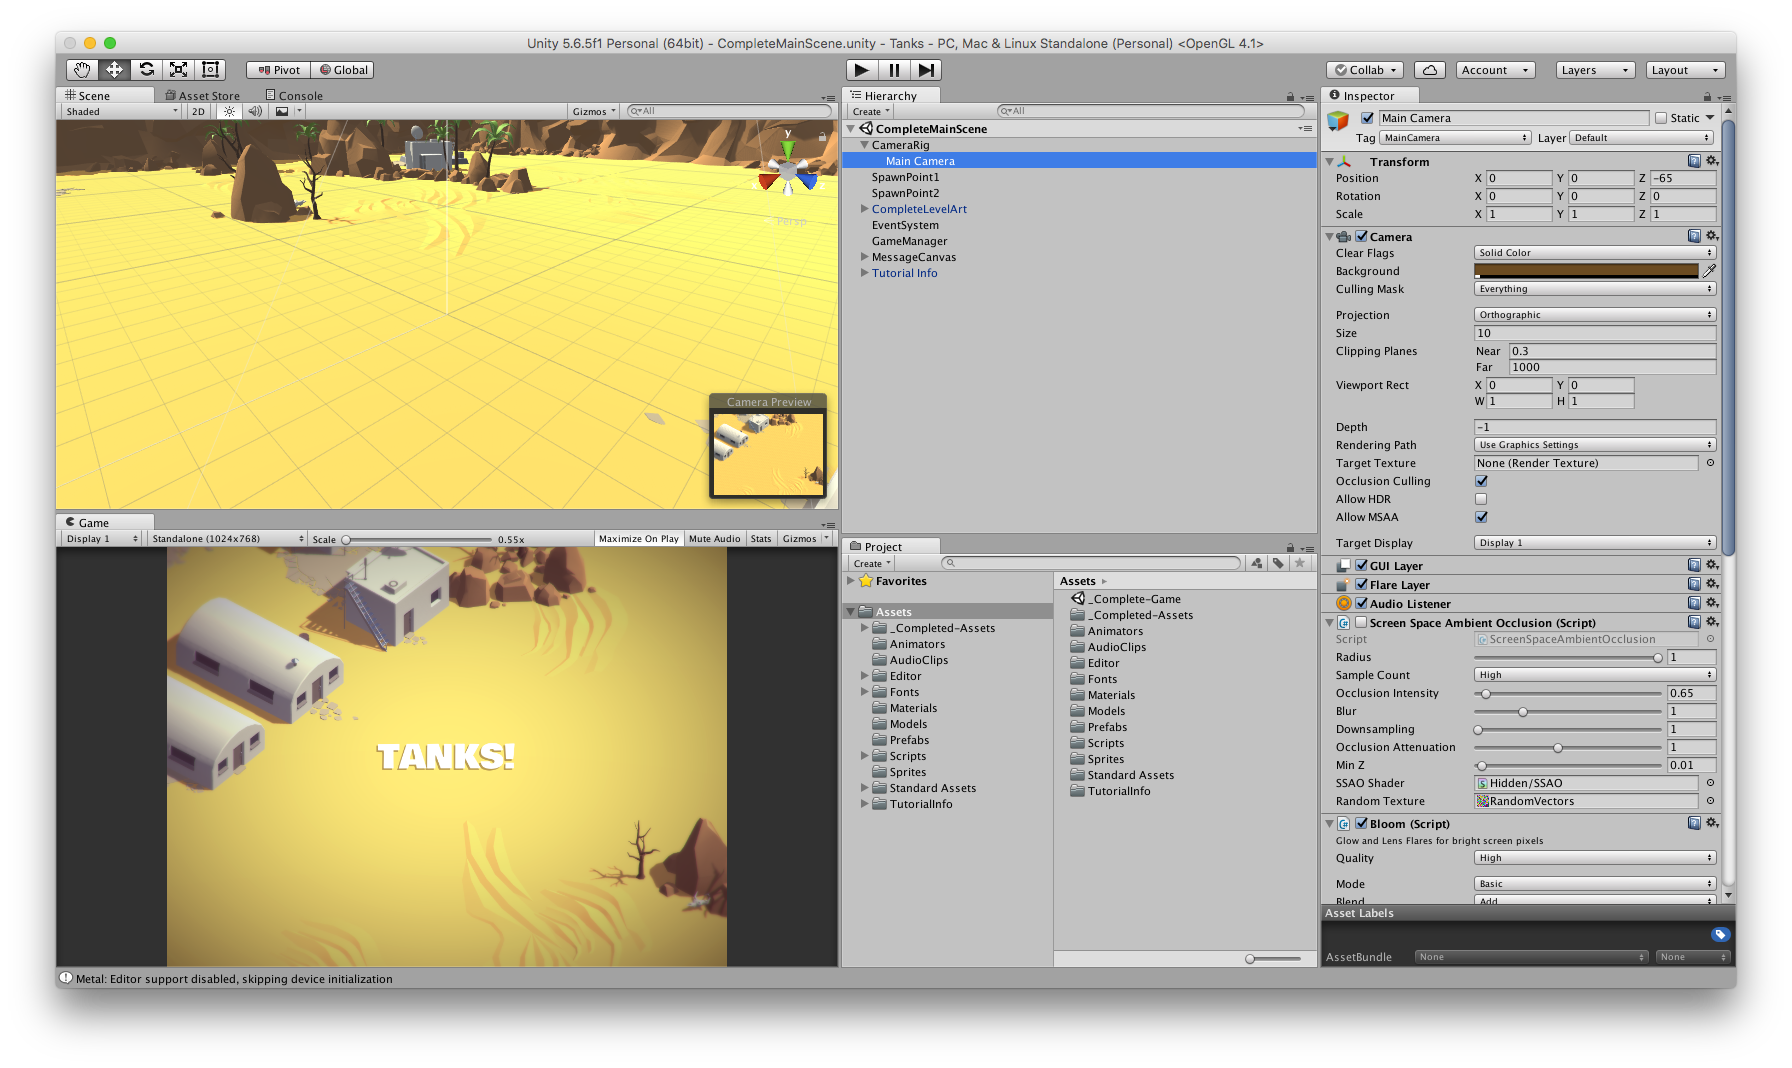 Unity 5.6.5f1 Personal (64bit) - CompleteMainScene.unity - Tanks - PC, Mac & Linux Standalone (Personal) <OpenGL 4.1>
Pivot Global Collab Account Layers Layout
Scene Asset Store Console
Shaded 2D Gizmos All
y
Persp
Camera Preview
Game
Display 1 Standalone (1024x768) Scale 0.55x Maximize On Play Mute Audio Stats Gizmos
TANKS!
Hierarchy
Create All
CompleteMainScene
CameraRig
Main Camera
SpawnPoint1
SpawnPoint2
CompleteLevelArt
EventSystem
GameManager
MessageCanvas
Tutorial Info
Project
Create
Favorites
Assets
_Completed-Assets
Animators
AudioClips
Editor
Fonts
Materials
Models
Prefabs
Scripts
Sprites
Standard Assets
TutorialInfo
Assets
_Complete-Game
_Completed-Assets
Animators
AudioClips
Editor
Fonts
Materials
Models
Prefabs
Scripts
Sprites
Standard Assets
TutorialInfo
Inspector
Main Camera Static
Tag MainCamera Layer Default
Transform
Position X 0 Y 0 Z -65
Rotation X 0 Y 0 Z 0
Scale X 1 Y 1 Z 1
Camera
Clear Flags Solid Color
Background
Culling Mask Everything
Projection Orthographic
Size 10
Clipping Planes Near 0.3
Far 1000
Viewport Rect X 0 Y 0
W 1 H 1
Depth -1
Rendering Path Use Graphics Settings
Target Texture None (Render Texture)
Occlusion Culling
Allow HDR
Allow MSAA
Target Display Display 1
GUI Layer
Flare Layer
Audio Listener
Screen Space Ambient Occlusion (Script)
Script ScreenSpaceAmbientOcclusion
Radius 1
Sample Count High
Occlusion Intensity 0.65
Blur 1
Downsampling 1
Occlusion Attenuation 1
Min Z 0.01
SSAO Shader Hidden/SSAO
Random Texture RandomVectors
Bloom (Script)
Glow and Lens Flares for bright screen pixels
Quality High
Mode Basic
Blend Add
Asset Labels
AssetBundle None None
Metal: Editor support disabled, skipping device initialization